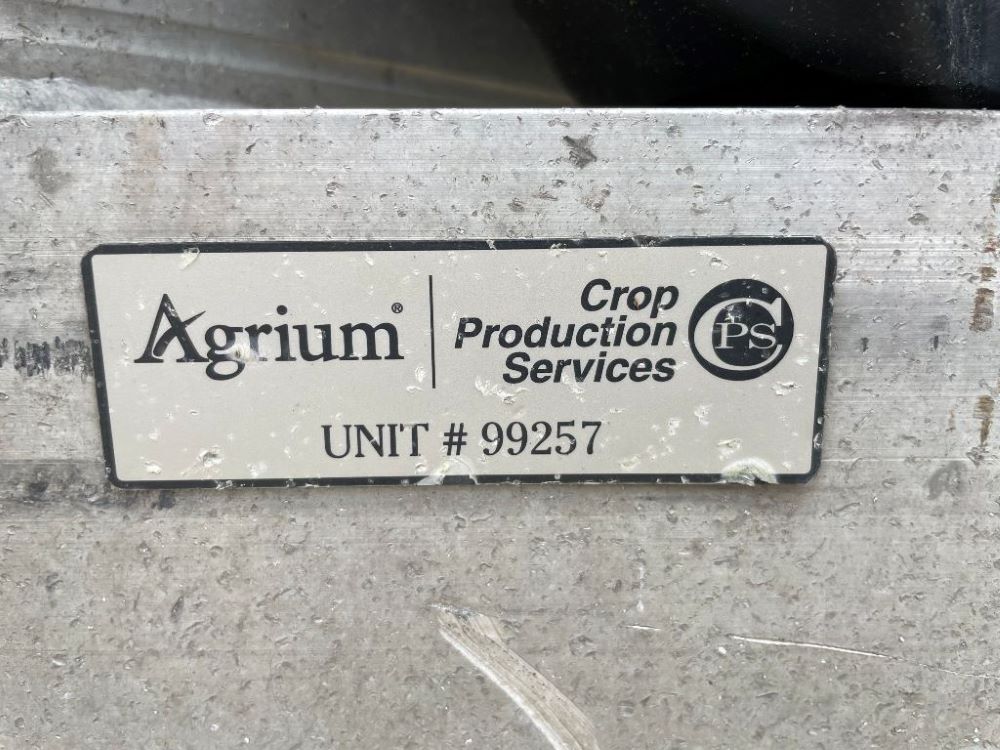 Agrium®
Crop
Production
Services
CPS
UNIT # 99257